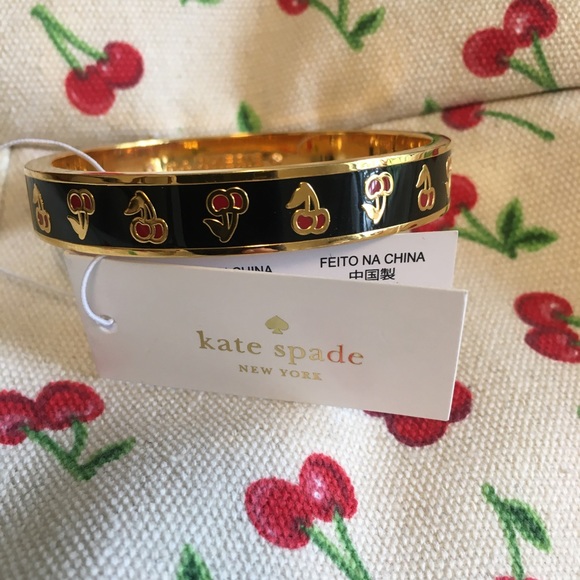 CHINA
FEITO NA CHINA
中国製
kate spade
NEW YORK